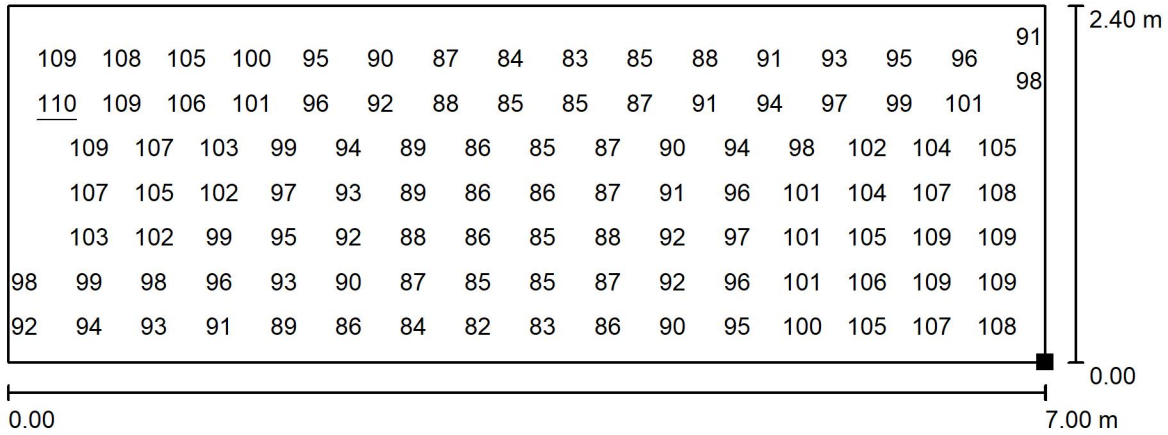 91 2.40 m
109 108 105 100 95 90 87 84 83 85 88 91 93 95 96
98
110 109 106 101 96 92 88 85 85 87 91 94 97 99 101
109 107 103 99 94 89 86 85 87 90 94 98 102 104 105
107 105 102 97 93 89 86 86 87 91 96 101 104 107 108
103 102 99 95 92 88 86 85 88 92 97 101 105 109 109
98 99 98 96 93 90 87 85 85 87 92 96 101 106 109 109
92 94 93 91 89 86 84 82 83 86 90 95 100 105 107 108
0.00
0.00 7.00 m